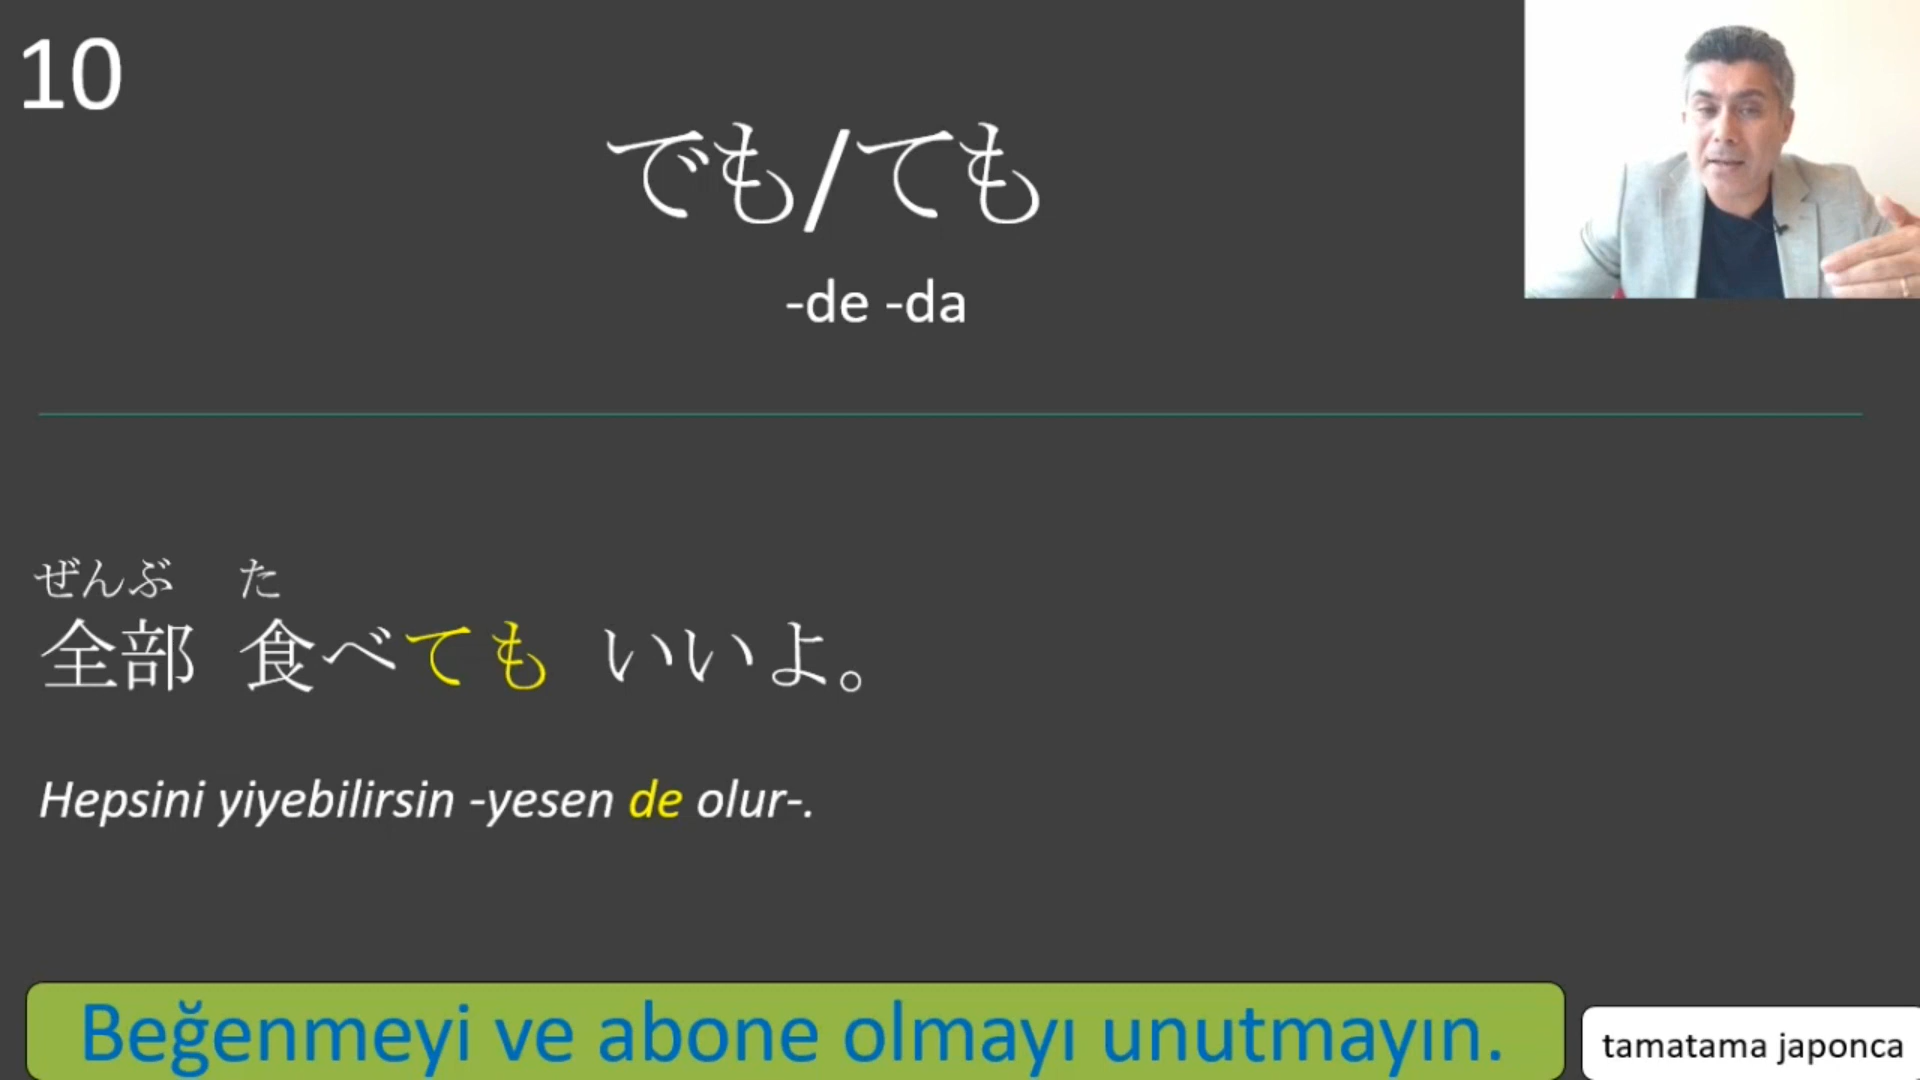 10
でも/ても
-de -da
ぜんぶ た
全部 食べても いいよ。
Hepsini yiyebilirsin -yesen de olur-.
Beğenmeyi ve abone olmayı unutmayın.
tamatama japonca